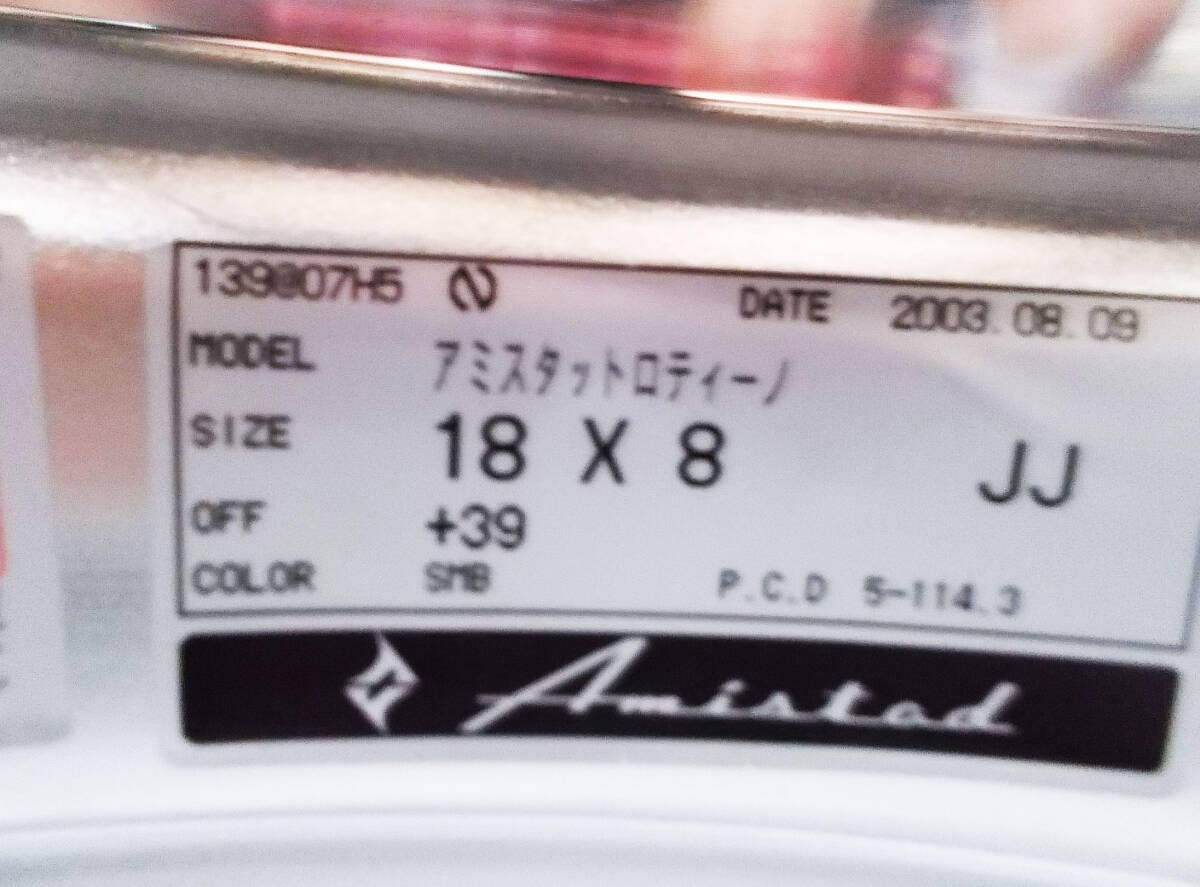 139@07H5 DATE 2003.08.09
MODEL アミスタットロティーノ
SIZE 18 X 8 JJ
OFF +39
COLOR SMB P.C.D 5-114.3
Amistad